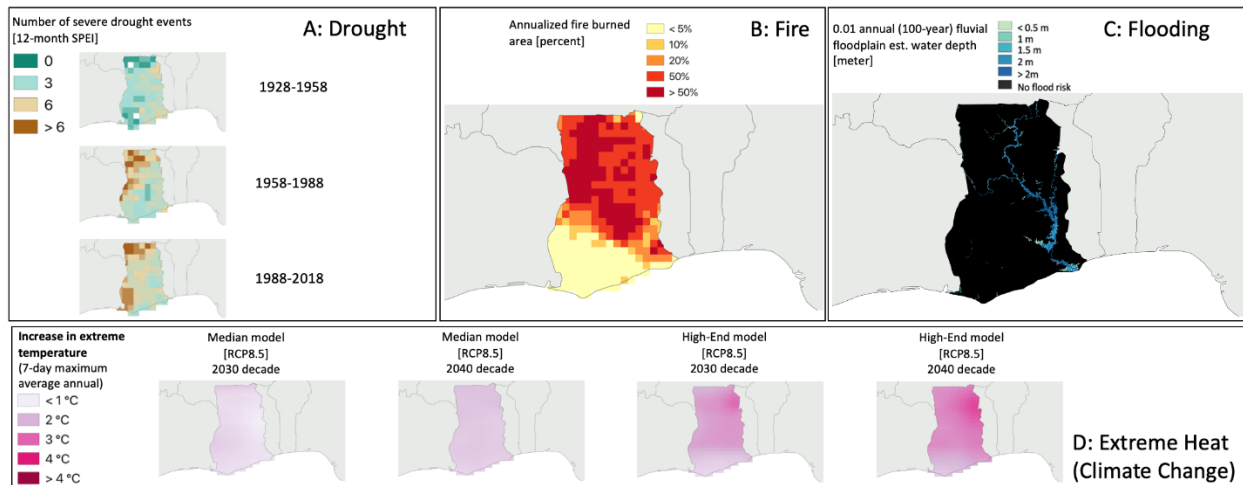 Number of severe drought events
[12-month SPEI]
A: Drought
0
3
6
> 6
1928-1958
1958-1988
1988-2018
Annualized fire burned
area [percent]
B: Fire
< 5%
10%
20%
50%
> 50%
0.01 annual (100-year) fluvial
floodplain est. water depth
[meter]
C: Flooding
< 0.5 m
1 m
1.5 m
2 m
> 2m
No flood risk
Increase in extreme
temperature
(7-day maximum
average annual)
< 1 °C
2 °C
3 °C
4 °C
> 4 °C
Median model
[RCP8.5]
2030 decade
Median model
[RCP8.5]
2040 decade
High-End model
[RCP8.5]
2030 decade
High-End model
[RCP8.5]
2040 decade
D: Extreme Heat
(Climate Change)